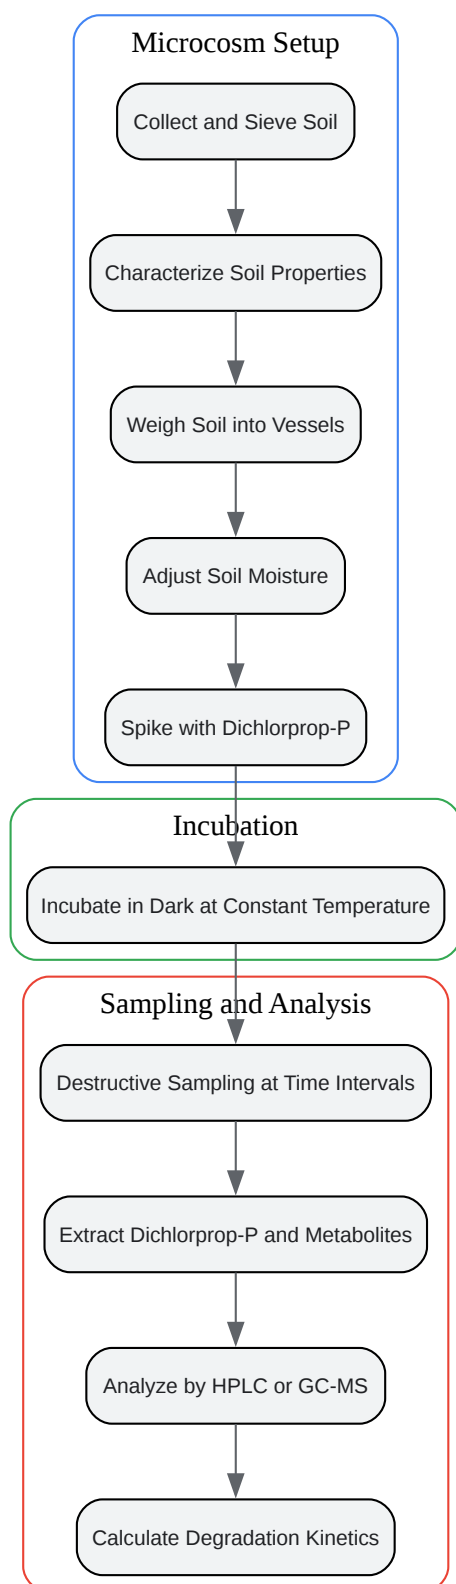 Microcosm Setup
Collect and Sieve Soil
Characterize Soil Properties
Weigh Soil into Vessels
Adjust Soil Moisture
Spike with Dichlorprop-P
Incubation
Incubate in Dark at Constant Temperature
Sampling and Analysis
Destructive Sampling at Time Intervals
Extract Dichlorprop-P and Metabolites
Analyze by HPLC or GC-MS
Calculate Degradation Kinetics